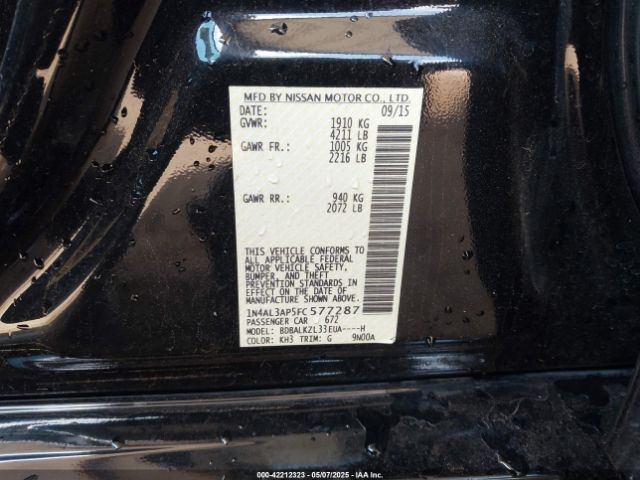 MFD BY NISSAN MOTOR CO., LTD.
DATE: 09/15
GVWR: 1910 KG
4211 LB
GAWR FR.: 1005 KG
2216 LB
GAWR RR.: 940 KG
2072 LB
THIS VEHICLE CONFORMS TO
ALL APPLICABLE FEDERAL
MOTOR VEHICLE SAFETY,
BUMPER, AND THEFT
PREVENTION STANDARDS IN
EFFECT ON THE DATE OF
MANUFACTURE SHOWN ABOVE.
1N4AL3AP5FC577287
PASSENGER CAR 672
MODEL: BDBALKZL33EUA----H
COLOR: KH3 TRIM: G 9N00A
000-42212323 | 05/07/2025 - IAA Inc.